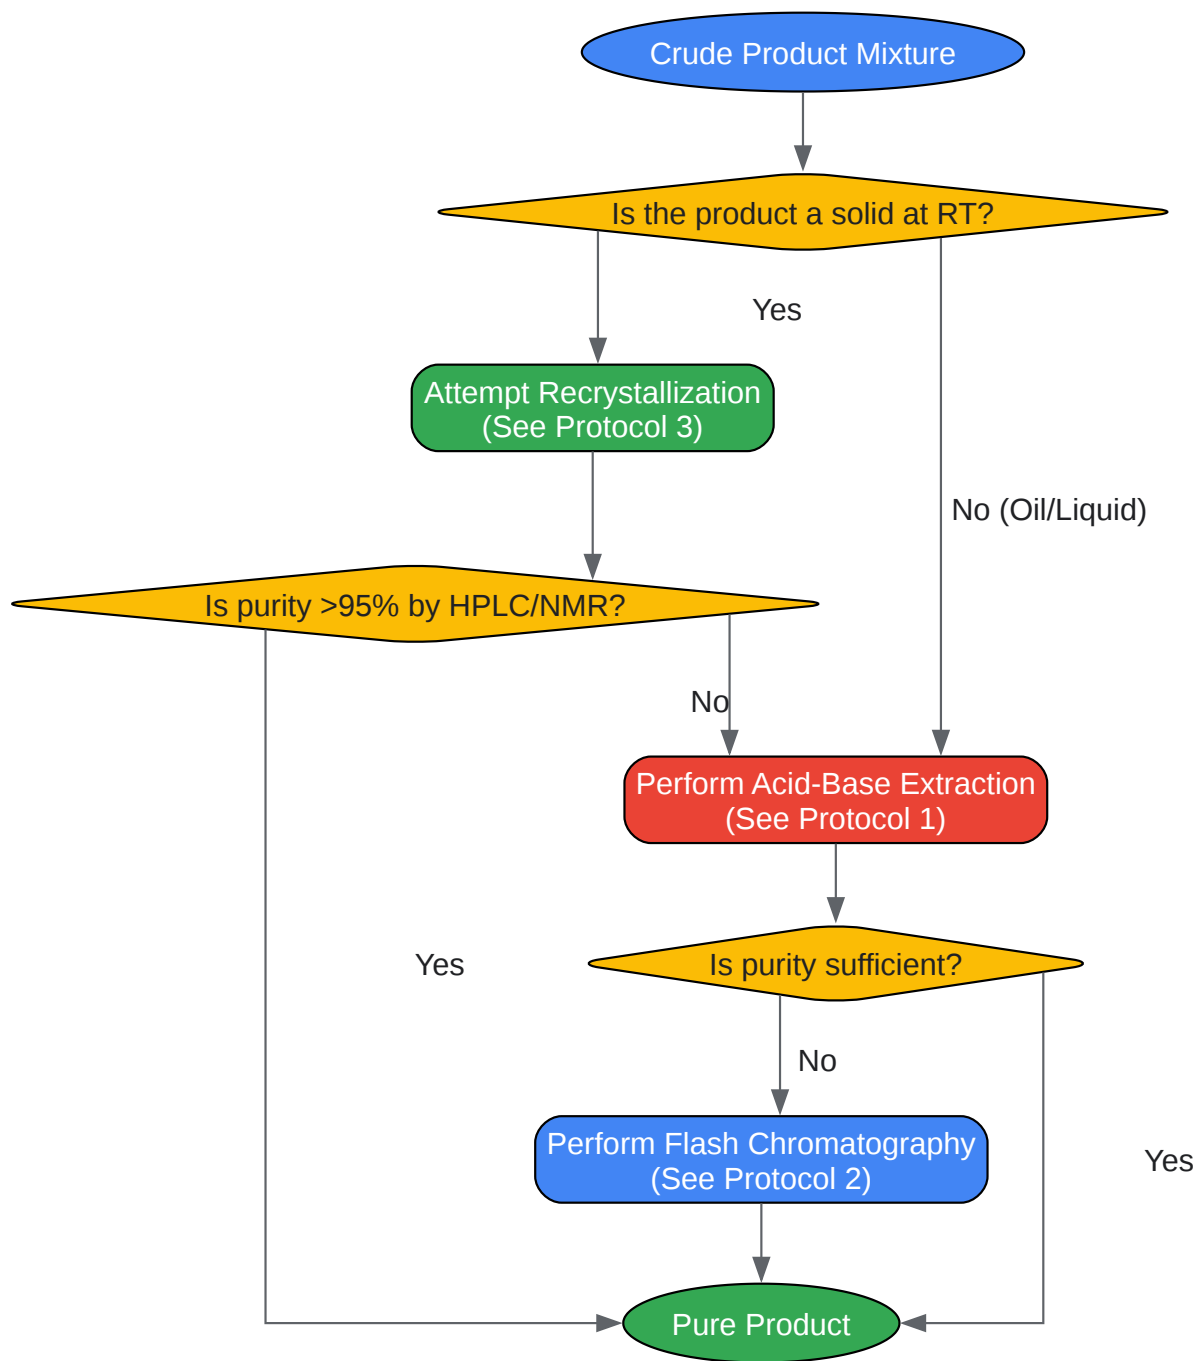 Crude Product Mixture
Is the product a solid at RT?
Yes
Attempt Recrystallization
(See Protocol 3)
No (Oil/Liquid)
Is purity >95% by HPLC/NMR?
No
Perform Acid-Base Extraction
(See Protocol 1)
Yes
Is purity sufficient?
No
Perform Flash Chromatography
(See Protocol 2)
Yes
Pure Product